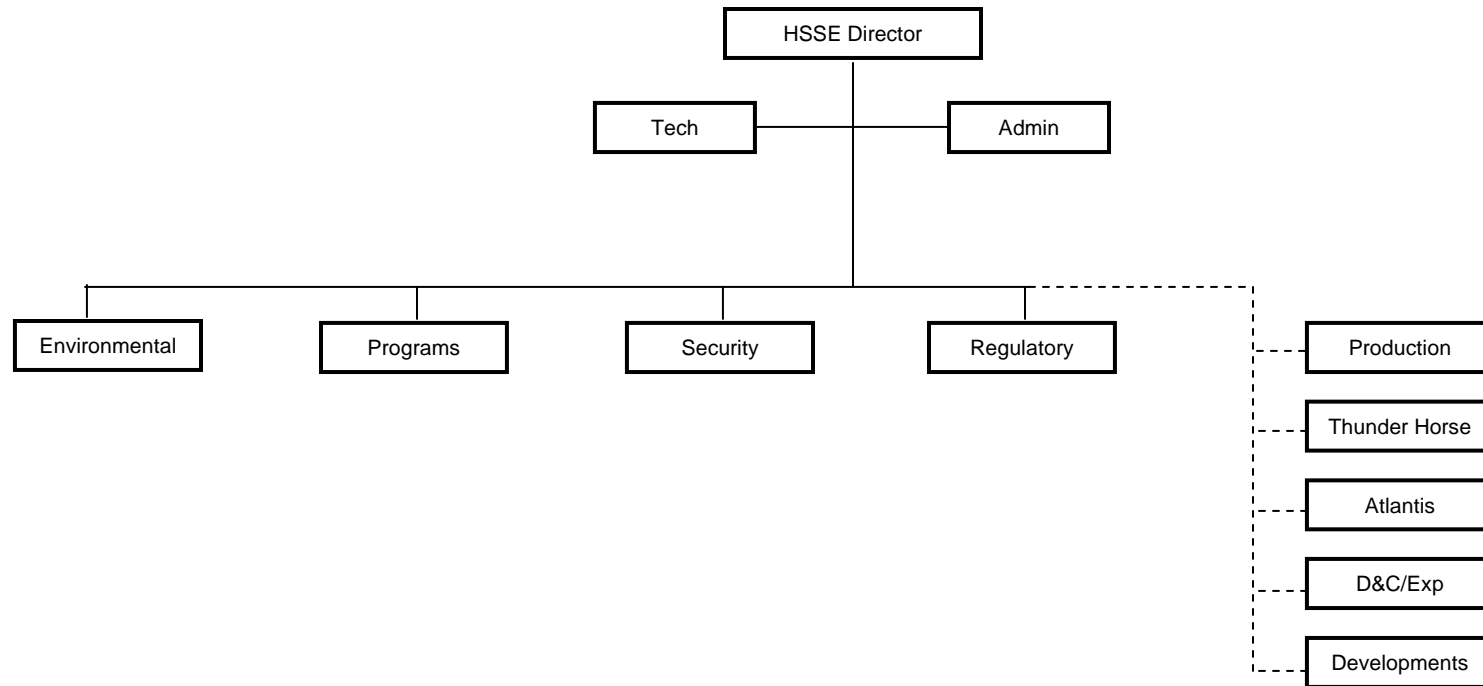 HSSE Director
Tech
Admin
Environmental
Programs
Security
Regulatory
Production
Thunder Horse
Atlantis
D&C/Exp
Developments